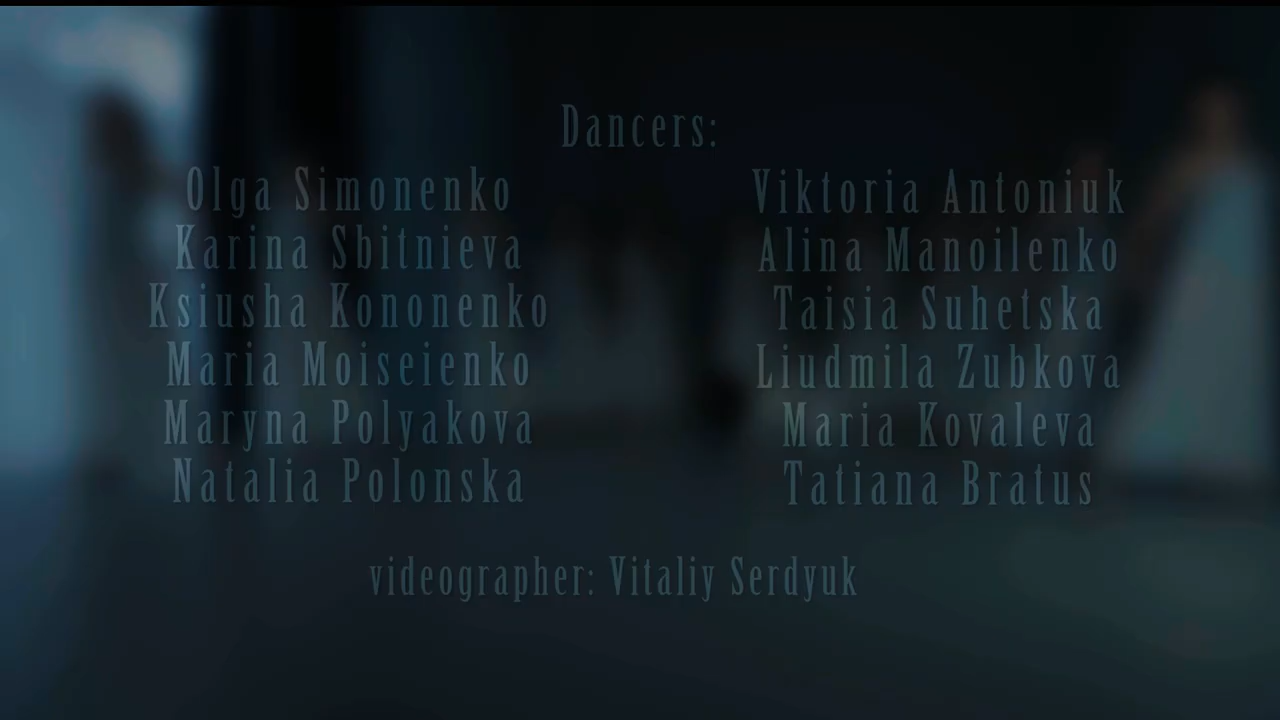 Dancers:
Olga Simonenko
Karina Sbitnieva
Ksiusha Kononenko
Maria Moiseienko
Maryna Polyakova
Natalia Polonska
Viktoria Antoniuk
Alina Manoilenko
Taisia Suhetska
Liudmila Zubkova
Maria Kovaleva
Tatiana Bratus
videographer: Vitaliy Serdyuk